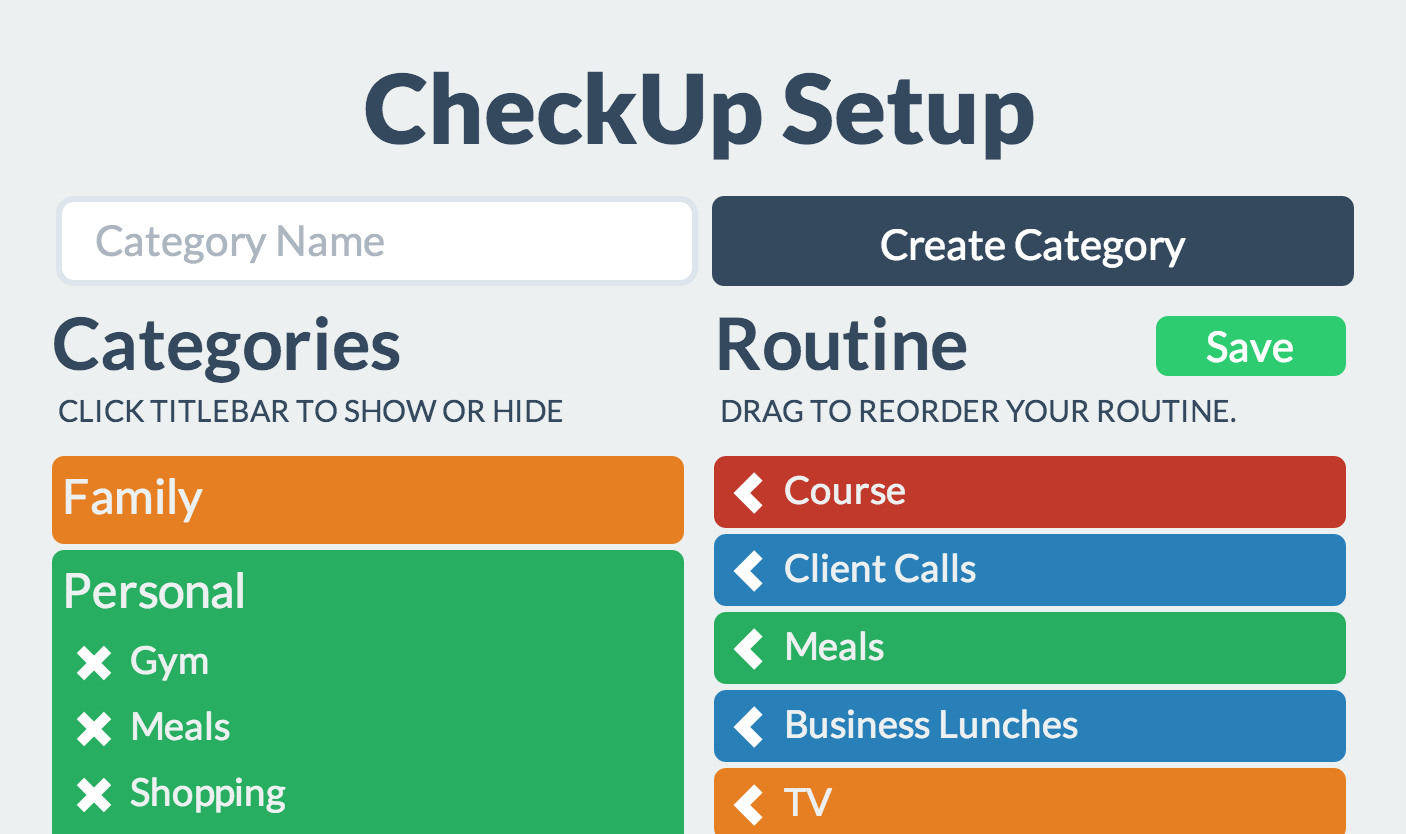 CheckUp Setup
Category Name
Create Category
Categories
CLICK TITLEBAR TO SHOW OR HIDE
Family
Personal
Gym
Meals
Shopping
Routine
Save
DRAG TO REORDER YOUR ROUTINE.
Course
Client Calls
Meals
Business Lunches
TV